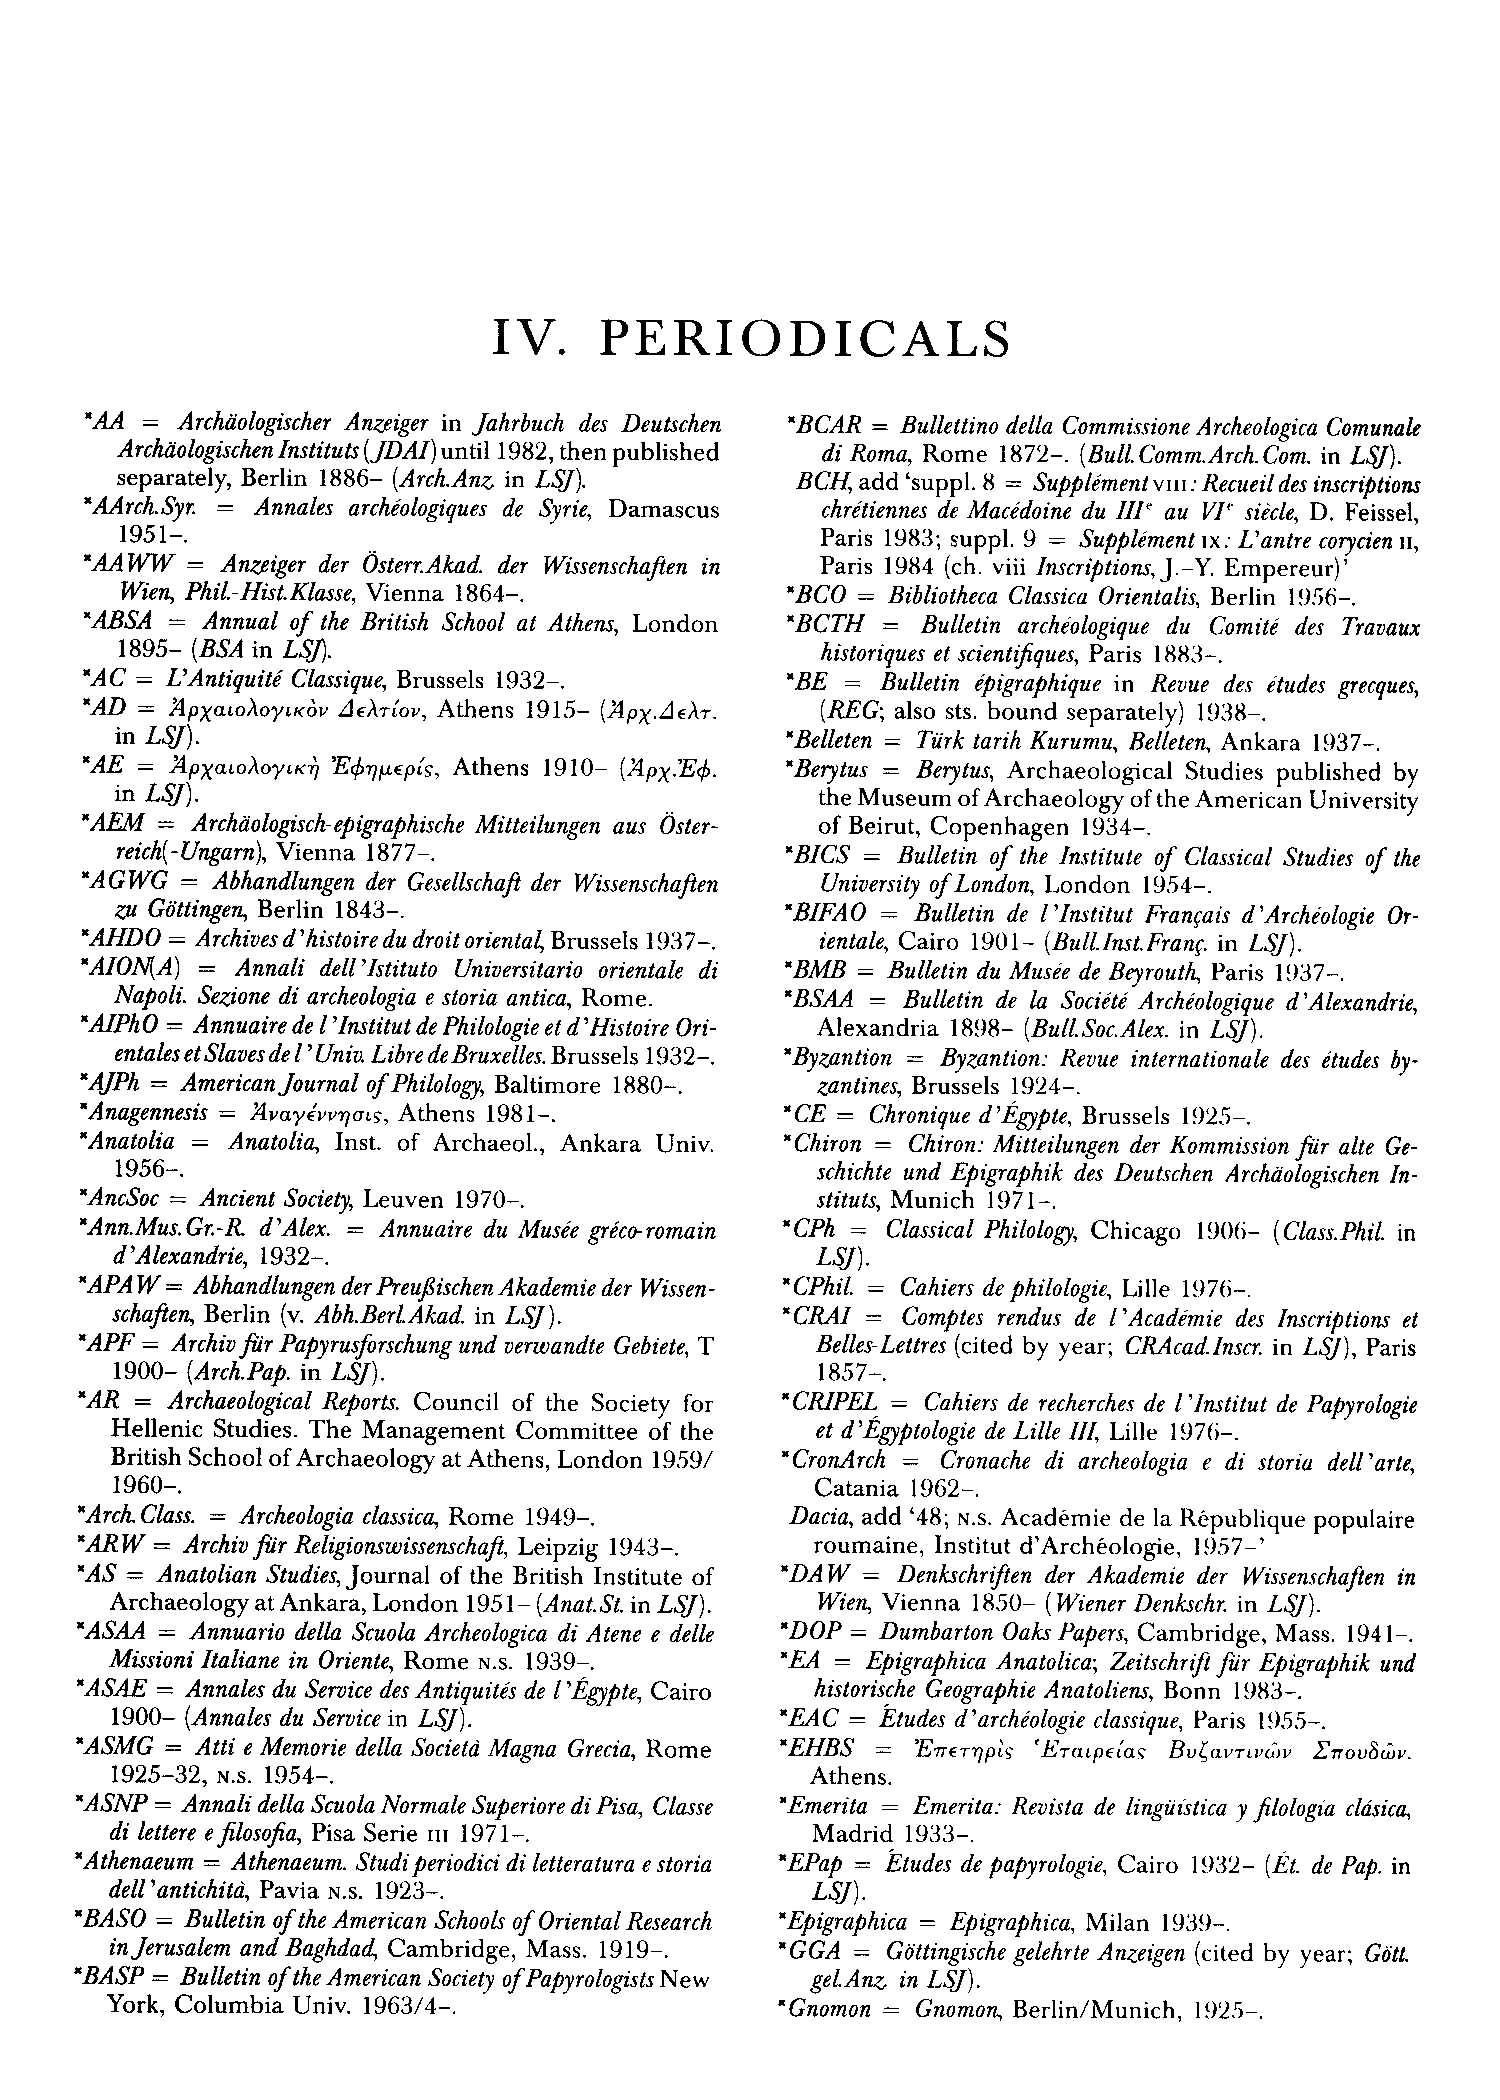 IV. PERIODICALS
*AA = Archäologischer Anzeiger in Jahrbuch des Deutschen
Archäologischen Instituts (JDAI) until 1982, then published
separately, Berlin 1886– (Arch.Anz. in LSJ).
*AArch.Syr. = Annales archéologiques de Syrie, Damascus
1951–.
*AAWW = Anzeiger der Österr.Akad. der Wissenschaften in
Wien, Phil.-Hist.Klasse, Vienna 1864–.
*ABSA = Annual of the British School at Athens, London
1895– (BSA in LSJ).
*AC = L'Antiquité Classique, Brussels 1932–.
*AD = Ἀρχαιολογικὸν Δελτίον, Athens 1915– (Ἀρχ.Δελτ.
in LSJ).
*AE = Ἀρχαιολογικὴ Ἐφημερίς, Athens 1910– (Ἀρχ.Ἐφ.
in LSJ).
*AEM = Archäologisch-epigraphische Mitteilungen aus Öster-
reich(-Ungarn), Vienna 1877–.
*AGWG = Abhandlungen der Gesellschaft der Wissenschaften
zu Göttingen, Berlin 1843–.
*AHDO = Archives d'histoire du droit oriental, Brussels 1937–.
*AION(A) = Annali dell'Istituto Universitario orientale di
Napoli. Sezione di archeologia e storia antica, Rome.
*AIPhO = Annuaire de l'Institut de Philologie et d'Histoire Ori-
entales et Slaves de l'Univ. Libre de Bruxelles. Brussels 1932–.
*AJPh = American Journal of Philology, Baltimore 1880–.
*Anagennesis = Ἀναγέννησις, Athens 1981–.
*Anatolia = Anatolia, Inst. of Archaeol., Ankara Univ.
1956–.
*AncSoc = Ancient Society, Leuven 1970–.
*Ann.Mus.Gr.-R. d'Alex. = Annuaire du Musée gréco-romain
d'Alexandrie, 1932–.
*APAW = Abhandlungen der Preußischen Akademie der Wissen-
schaften, Berlin (v. Abh.Berl.Akad. in LSJ).
*APF = Archiv für Papyrusforschung und verwandte Gebiete, T
1900– (Arch.Pap. in LSJ).
*AR = Archaeological Reports. Council of the Society for
Hellenic Studies. The Management Committee of the
British School of Archaeology at Athens, London 1959/
1960–.
*Arch.Class. = Archeologia classica, Rome 1949–.
*ARW = Archiv für Religionswissenschaft, Leipzig 1943–.
*AS = Anatolian Studies, Journal of the British Institute of
Archaeology at Ankara, London 1951– (Anat.St. in LSJ).
*ASAA = Annuario della Scuola Archeologica di Atene e delle
Missioni Italiane in Oriente, Rome N.S. 1939–.
*ASAE = Annales du Service des Antiquités de l'Égypte, Cairo
1900– (Annales du Service in LSJ).
*ASMG = Atti e Memorie della Società Magna Grecia, Rome
1925–32, N.S. 1954–.
*ASNP = Annali della Scuola Normale Superiore di Pisa, Classe
di lettere e filosofia, Pisa Serie III 1971–.
*Athenaeum = Athenaeum. Studi periodici di letteratura e storia
dell'antichità, Pavia N.S. 1923–.
*BASO = Bulletin of the American Schools of Oriental Research
in Jerusalem and Baghdad, Cambridge, Mass. 1919–.
*BASP = Bulletin of the American Society of Papyrologists New
York, Columbia Univ. 1963/4–.
*BCAR = Bullettino della Commissione Archeologica Comunale
di Roma, Rome 1872–. (Bull.Comm.Arch.Com. in LSJ).
BCH, add ‘suppl. 8 = Supplément VIII: Recueil des inscriptions
chrétiennes de Macédoine du IIIe au VIe siècle, D. Feissel,
Paris 1983; suppl. 9 = Supplément IX: L'antre corycien II,
Paris 1984 (ch. viii Inscriptions, J.–Y. Empereur)’
*BCO = Bibliotheca Classica Orientalis, Berlin 1956–.
*BCTH = Bulletin archéologique du Comité des Travaux
historiques et scientifiques, Paris 1883–.
*BE = Bulletin épigraphique in Revue des études grecques,
(REG; also sts. bound separately) 1938–.
*Belleten = Türk tarih Kurumu, Belleten, Ankara 1937–.
*Berytus = Berytus, Archaeological Studies published by
the Museum of Archaeology of the American University
of Beirut, Copenhagen 1934–.
*BICS = Bulletin of the Institute of Classical Studies of the
University of London, London 1954–.
*BIFAO = Bulletin de l'Institut Français d'Archéologie Or-
ientale, Cairo 1901– (Bull.Inst.Franç. in LSJ).
*BMB = Bulletin du Musée de Beyrouth, Paris 1937–.
*BSAA = Bulletin de la Société Archéologique d'Alexandrie,
Alexandria 1898– (Bull.Soc.Alex. in LSJ).
*Byzantion = Byzantion: Revue internationale des études by-
zantines, Brussels 1924–.
*CE = Chronique d'Égypte, Brussels 1925–.
*Chiron = Chiron: Mitteilungen der Kommission für alte Ge-
schichte und Epigraphik des Deutschen Archäologischen In-
stituts, Munich 1971–.
*CPh = Classical Philology, Chicago 1906– (Class.Phil. in
LSJ).
*CPhil. = Cahiers de philologie, Lille 1976–.
*CRAI = Comptes rendus de l'Académie des Inscriptions et
Belles-Lettres (cited by year; CRAcad.Inscr. in LSJ), Paris
1857–.
*CRIPEL = Cahiers de recherches de l'Institut de Papyrologie
et d'Égyptologie de Lille III, Lille 1976–.
*CronArch = Cronache di archeologia e di storia dell'arte,
Catania 1962–.
Dacia, add ‘48; N.S. Académie de la République populaire
roumaine, Institut d'Archéologie, 1957–’
*DAW = Denkschriften der Akademie der Wissenschaften in
Wien, Vienna 1850– (Wiener Denkschr. in LSJ).
*DOP = Dumbarton Oaks Papers, Cambridge, Mass. 1941–.
*EA = Epigraphica Anatolica; Zeitschrift für Epigraphik und
historische Geographie Anatoliens, Bonn 1983–.
*EAC = Études d'archéologie classique, Paris 1955–.
*EHBS = Ἐπετηρὶς Ἑταιρείας Βυζαντινῶν Σπουδῶν.
Athens.
*Emerita = Emerita: Revista de lingüística y filología clásica,
Madrid 1933–.
*EPap = Études de papyrologie, Cairo 1932– (Ét. de Pap. in
LSJ).
*Epigraphica = Epigraphica, Milan 1939–.
*GGA = Göttingische gelehrte Anzeigen (cited by year; Gött.
gel.Anz. in LSJ).
*Gnomon = Gnomon, Berlin/Munich, 1925–.